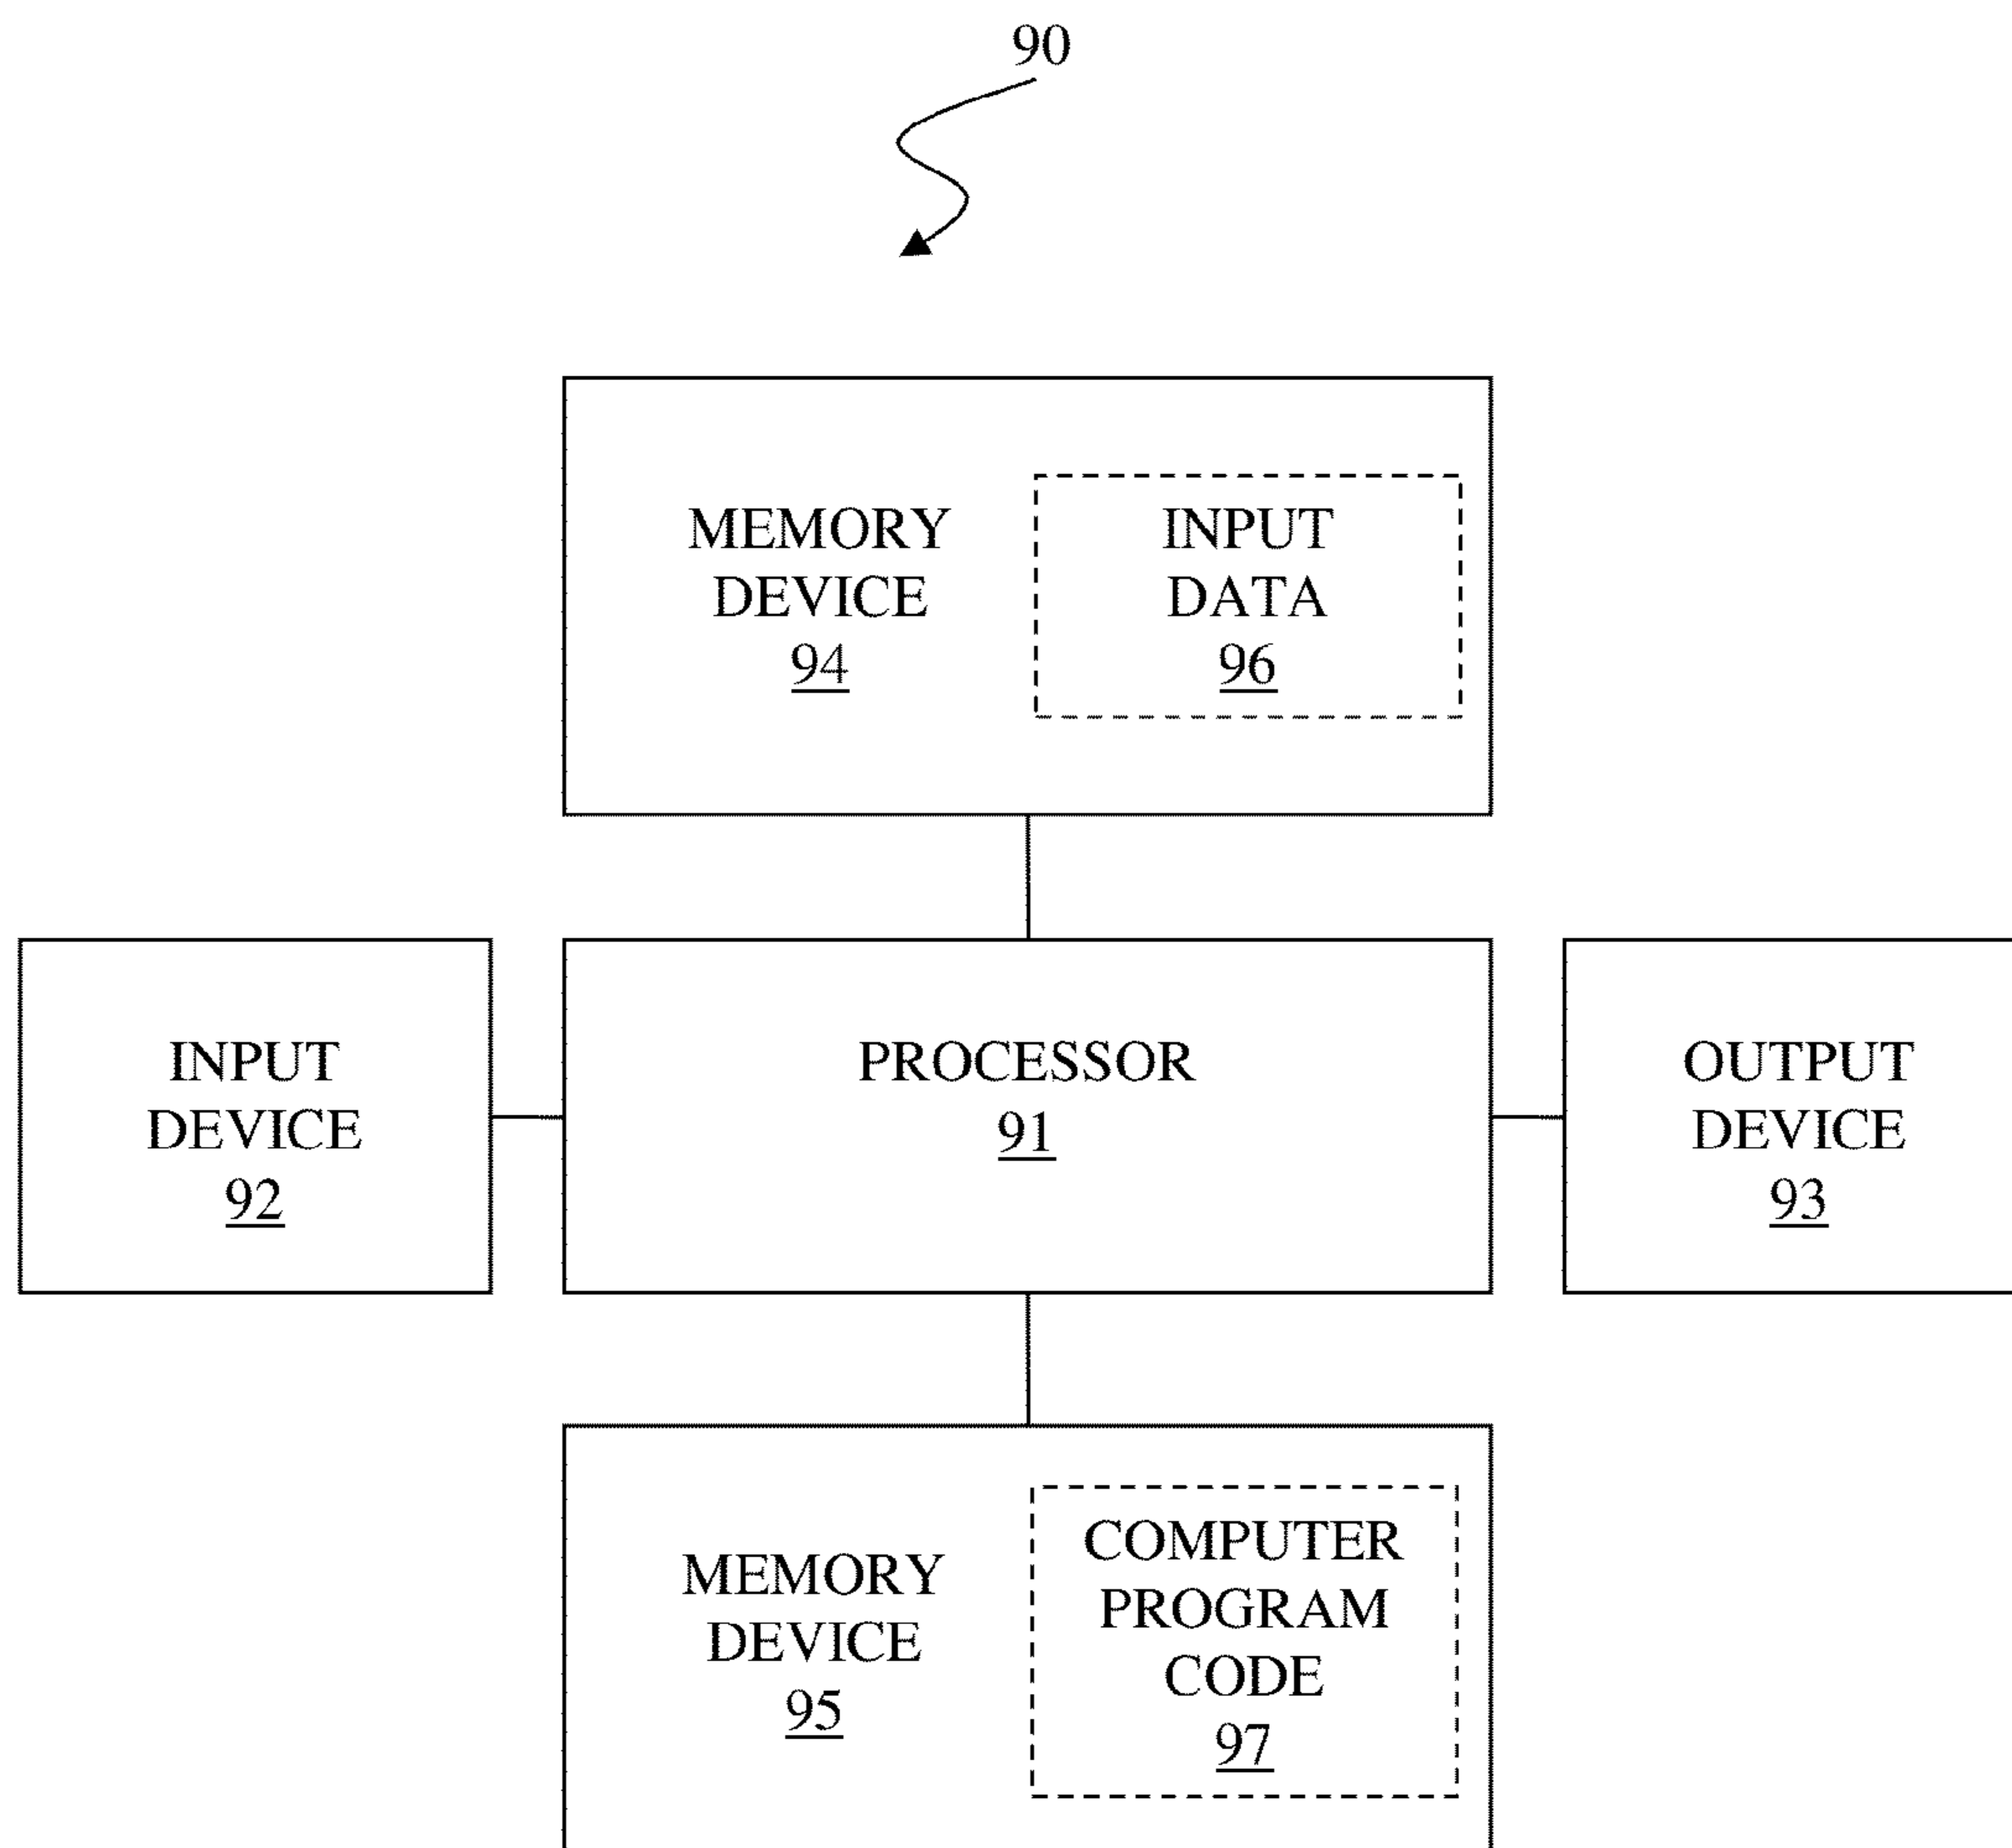 90
MEMORY
DEVICE
94
INPUT
DATA
96
INPUT
DEVICE
92
PROCESSOR
91
OUTPUT
DEVICE
93
MEMORY
DEVICE
95
COMPUTER
PROGRAM
CODE
97